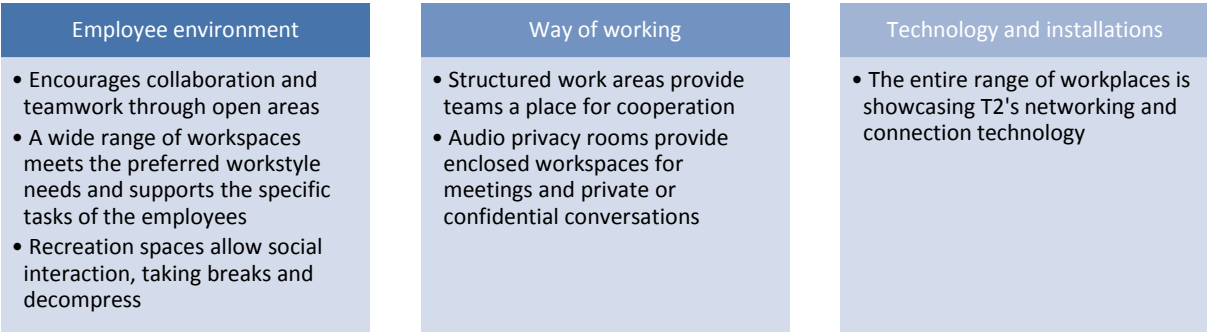 Employee environment
• Encourages collaboration and
teamwork through open areas
• A wide range of workspaces
meets the preferred workstyle
needs and supports the specific
tasks of the employees
• Recreation spaces allow social
interaction, taking breaks and
decompress
Way of working
• Structured work areas provide
teams a place for cooperation
• Audio privacy rooms provide
enclosed workspaces for
meetings and private or
confidential conversations
Technology and installations
• The entire range of workplaces is
showcasing T2's networking and
connection technology